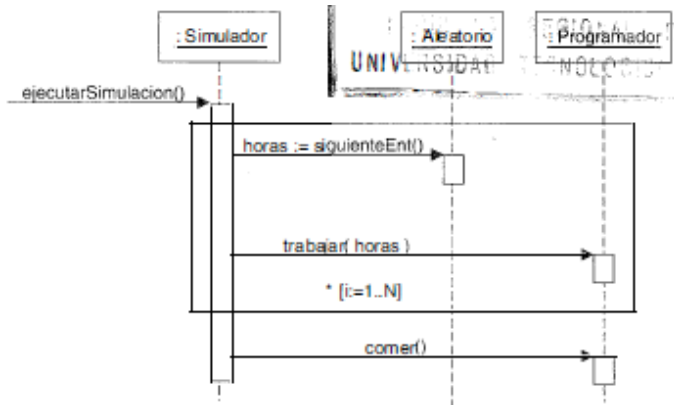 : Simulador
: Aleatorio
: Programador
ejecutarSimulacion()
horas := siguienteEnt()
trabajar( horas )
* [i:=1..N]
comer()